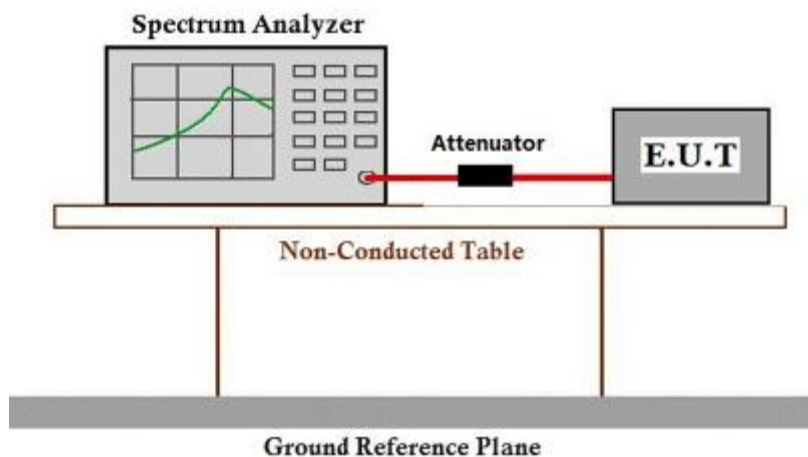 Spectrum Analyzer
Attenuator
E.U.T
Non-Conducted Table
Ground Reference Plane